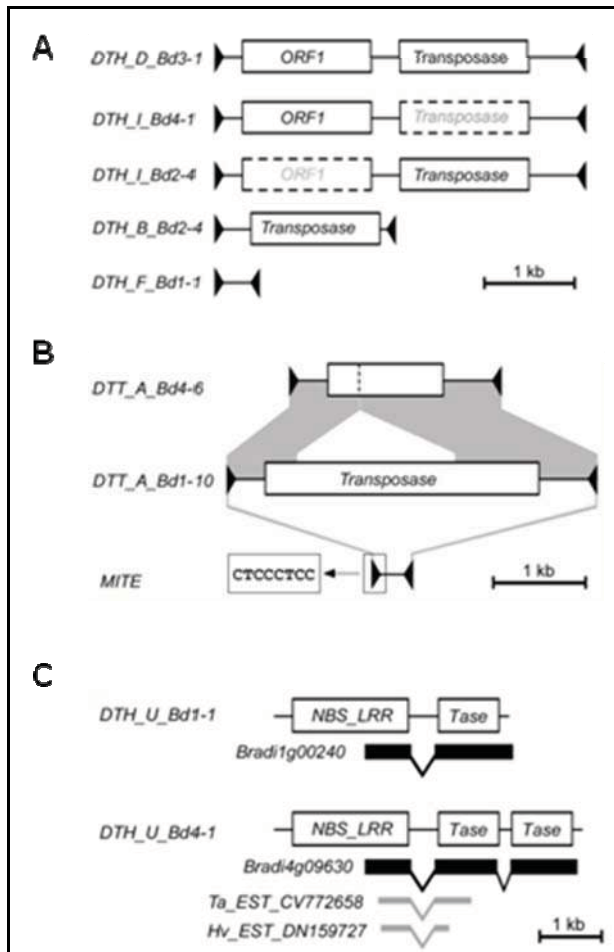 A
DTH_D_Bd3-1 ORF1 Transposase
DTH_I_Bd4-1 ORF1 Transposase
DTH_I_Bd2-4 ORF1 Transposase
DTH_B_Bd2-4 Transposase
DTH_F_Bd1-1
1 kb
B
DTT_A_Bd4-6
DTT_A_Bd1-10 Transposase
MITE CTCCCTCC
1 kb
C
DTH_U_Bd1-1 NBS_LRR Tase
Bradi1g00240
DTH_U_Bd4-1 NBS_LRR Tase Tase
Bradi4g09630
Ta_EST_CV772658
Hv_EST_DN159727
1 kb